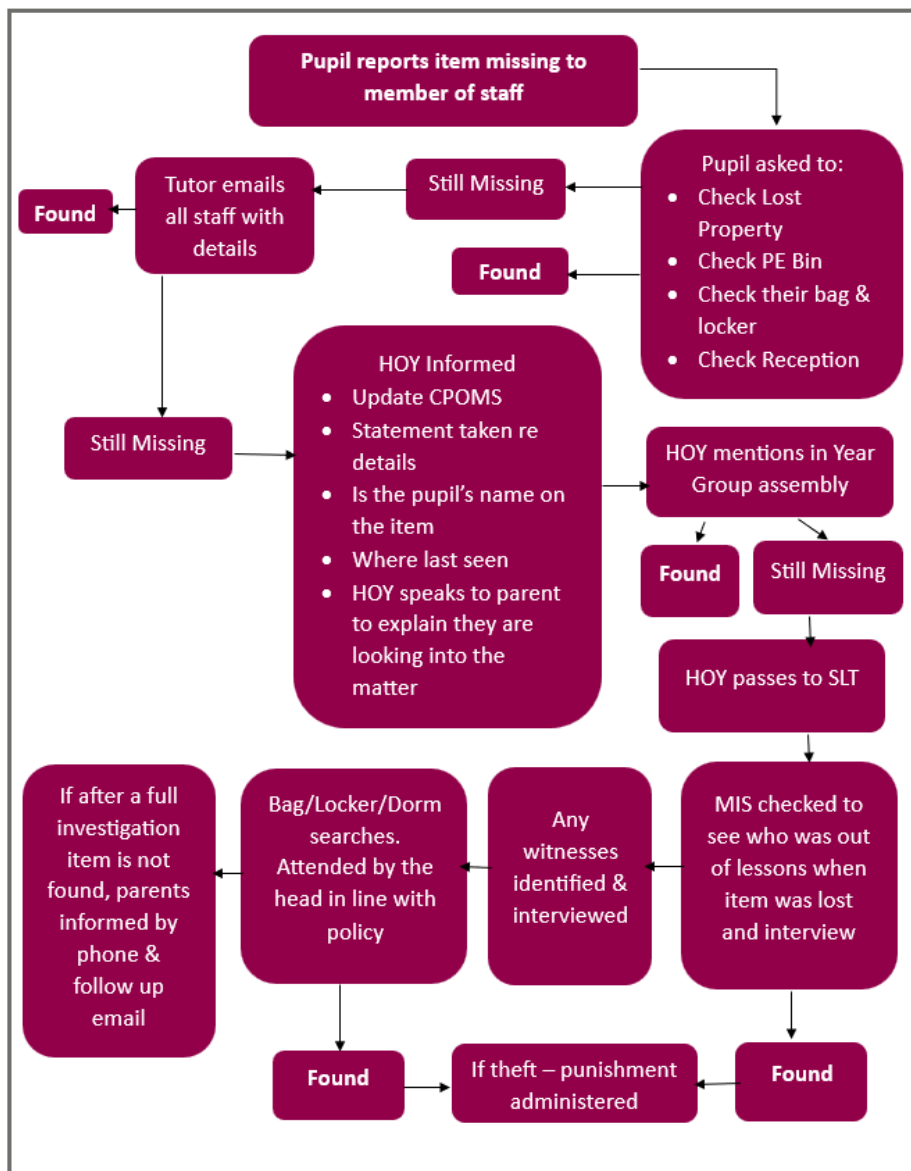 Pupil reports item missing to
member of staff
Pupil asked to:
• Check Lost
Property
• Check PE Bin
• Check their bag &
locker
• Check Reception
Still Missing
Found
Tutor emails
all staff with
details
Found
Still Missing
HOY Informed
• Update CPOMS
• Statement taken re
details
• Is the pupil's name on
the item
• Where last seen
• HOY speaks to parent
to explain they are
looking into the
matter
HOY mentions in Year
Group assembly
Found
Still Missing
HOY passes to SLT
MIS checked to
see who was out
of lessons when
item was lost
and interview
Any
witnesses
identified &
interviewed
Bag/Locker/Dorm
searches.
Attended by the
head in line with
policy
If after a full
investigation
item is not
found, parents
informed by
phone &
follow up
email
Found
If theft – punishment
administered
Found